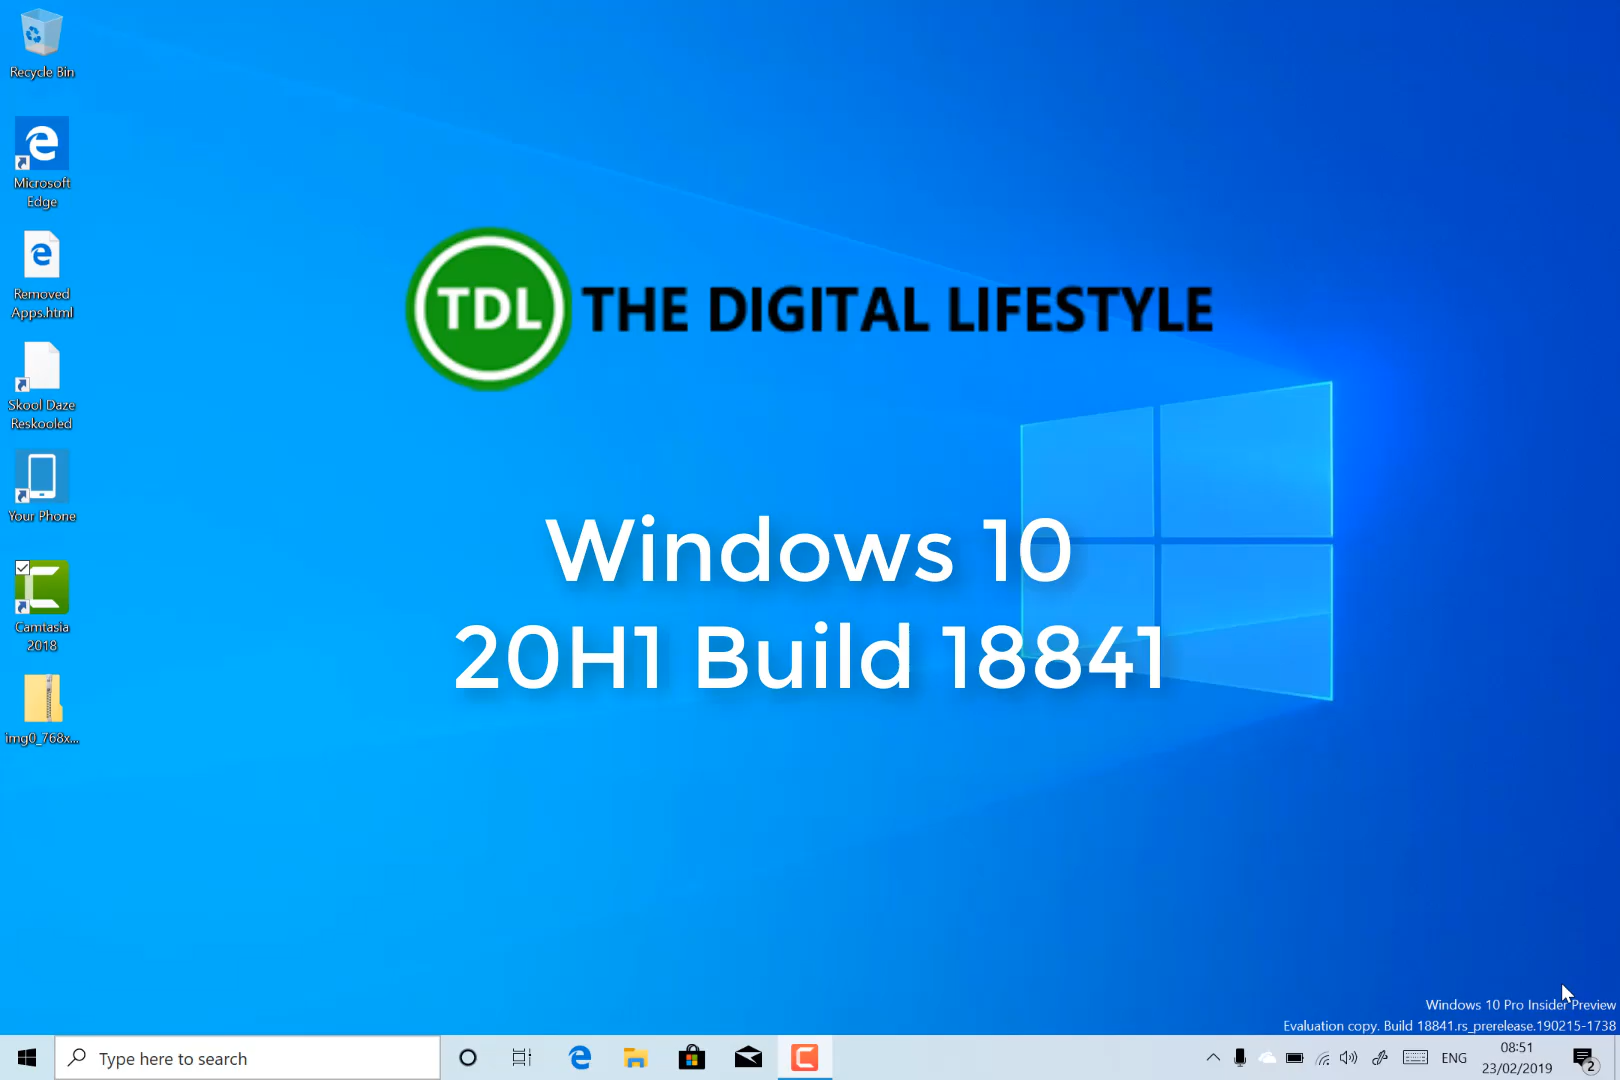 Recycle Bin
Microsoft
Edge
Removed
Apps.html
Skool Daze
Reskooled
Your Phone
Camtasia
2018
img0_768x...
TDL THE DIGITAL LIFESTYLE
Windows 10
20H1 Build 18841
Windows 10 Pro Insider Preview
Evaluation copy. Build 18841.rs_prerelease.190215-1738
Type here to search
ENG
08:51
23/02/2019
2